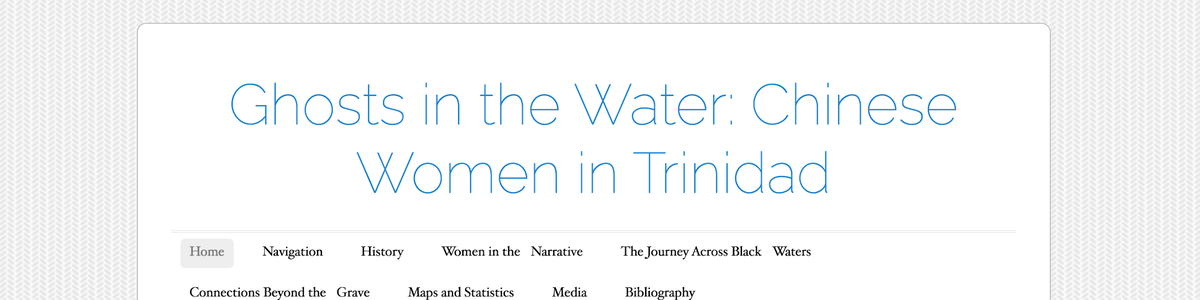 Ghosts in the Water: Chinese
Women in Trinidad
Home Navigation History Women in the Narrative The Journey Across Black Waters
Connections Beyond the Grave Maps and Statistics Media Bibliography